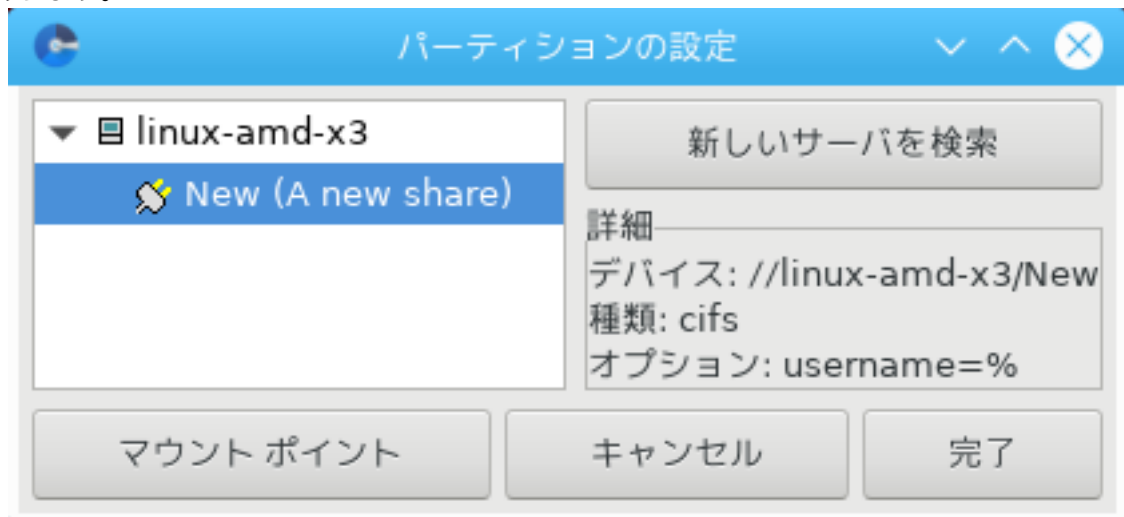 パーティションの設定
linux-amd-x3
New (A new share)
新しいサーバを検索
詳細
デバイス: //linux-amd-x3/New
種類: cifs
オプション: username=%
マウント ポイント
キャンセル
完了